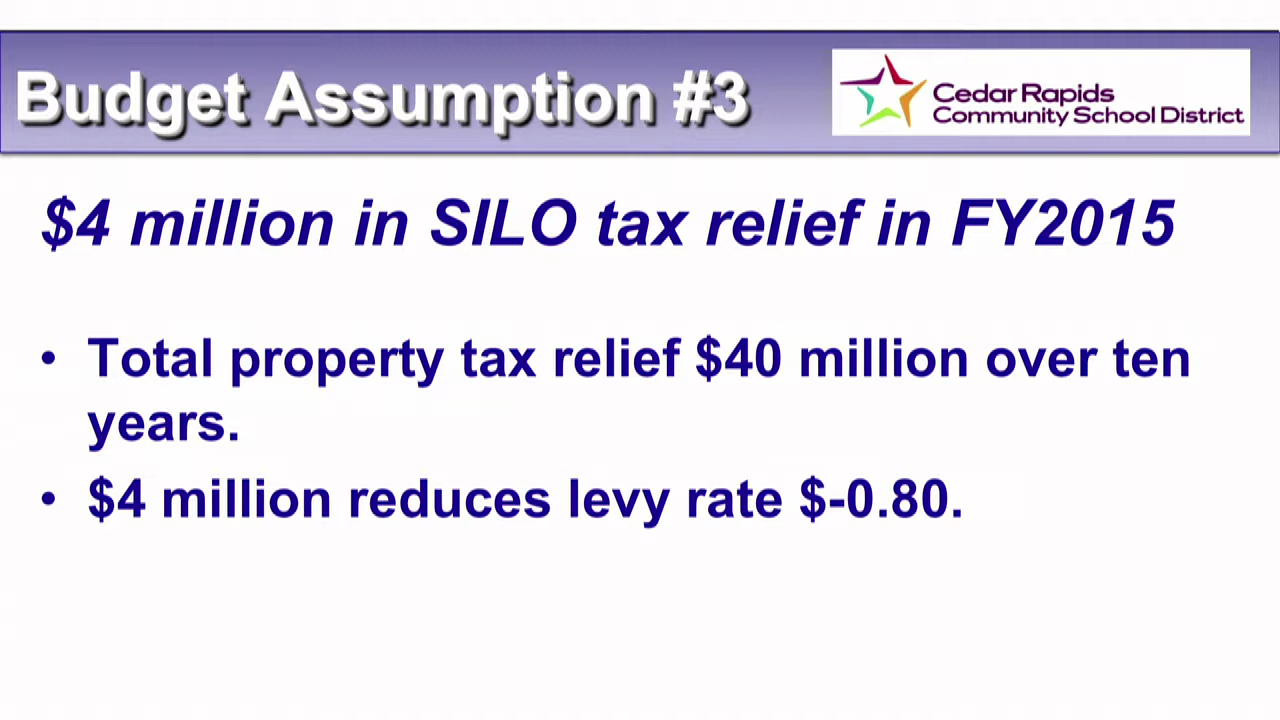 Budget Assumption #3
Cedar Rapids
Community School District
$4 million in SILO tax relief in FY2015
• Total property tax relief $40 million over ten
years.
• $4 million reduces levy rate $-0.80.